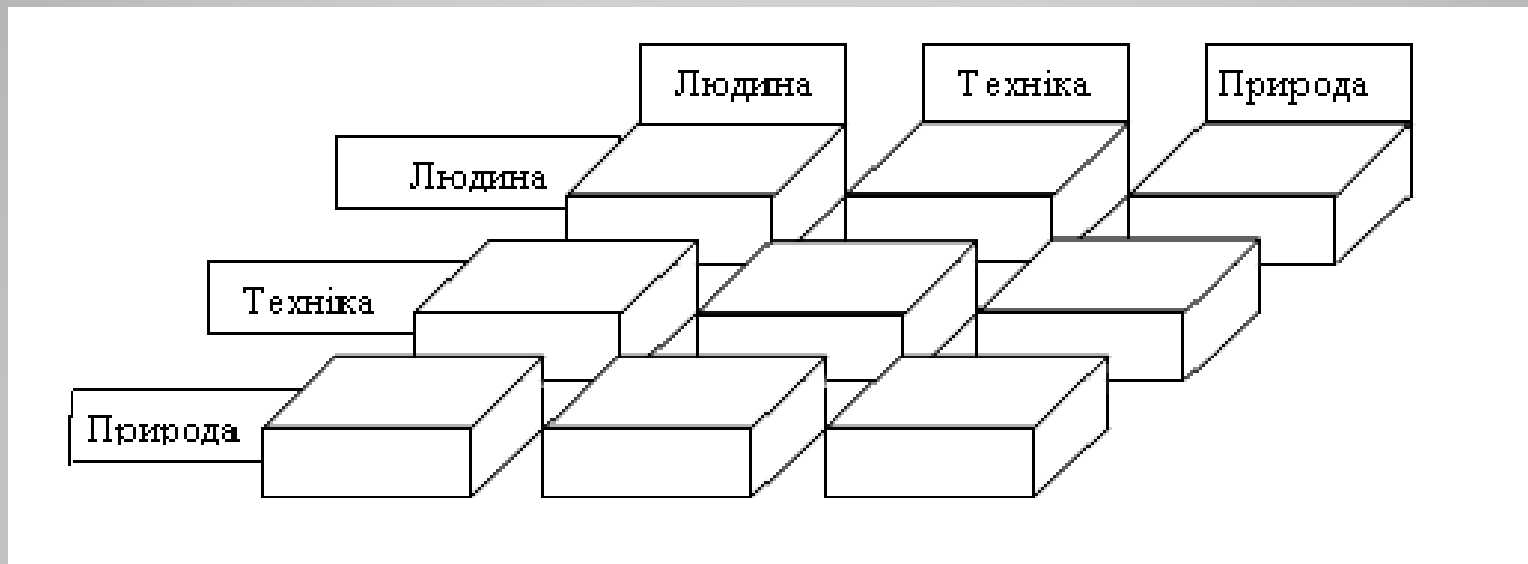 Людина Техніка Природа
Людина
Техніка
Природа